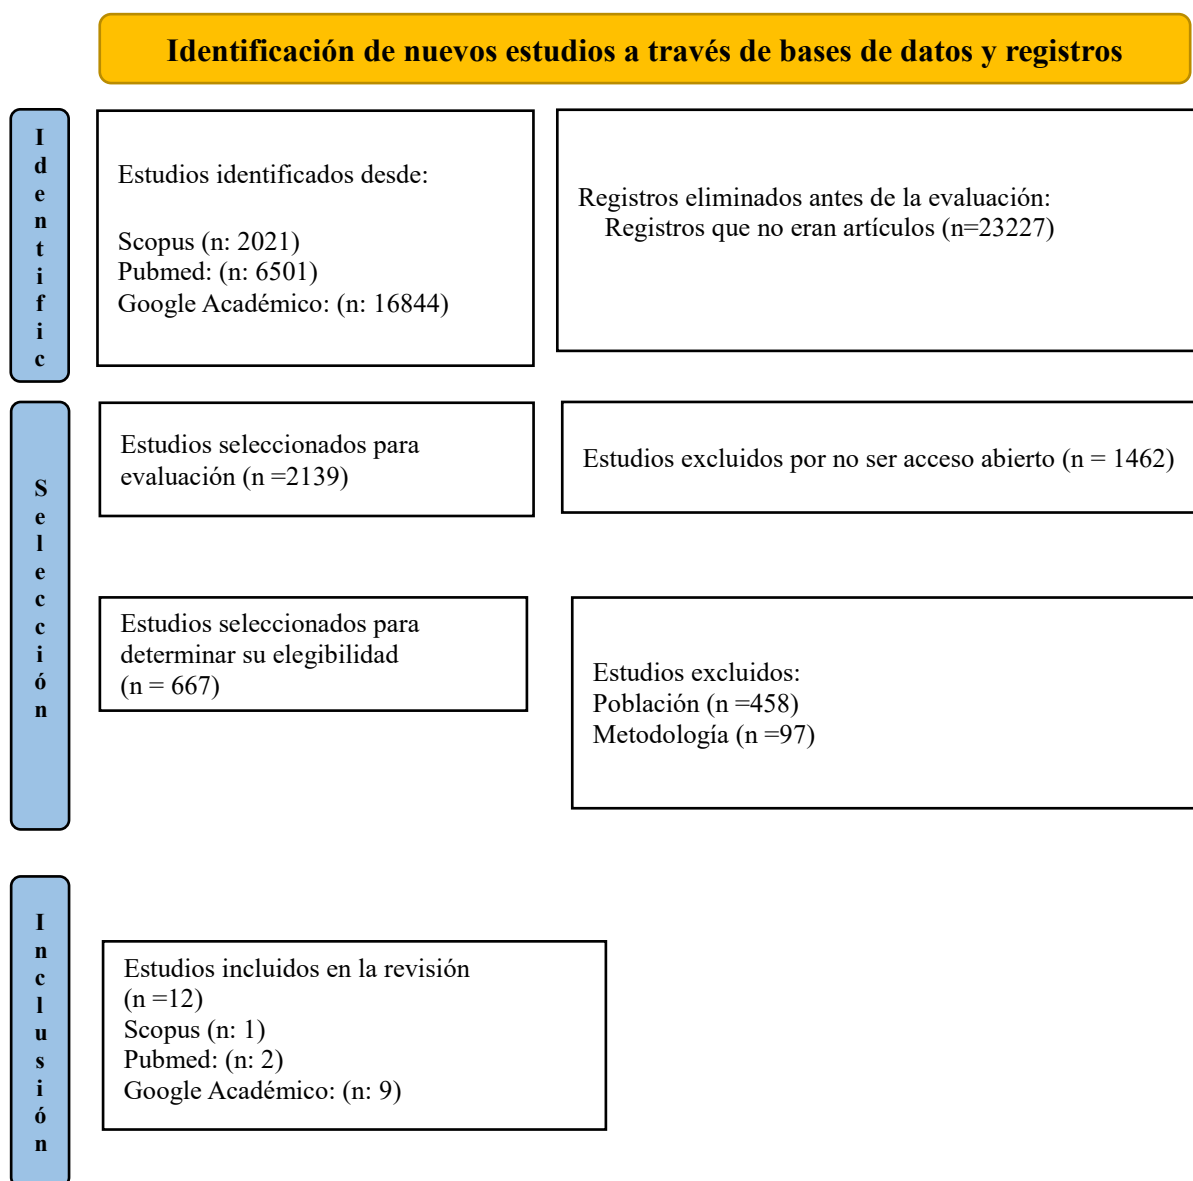 Identificación de nuevos estudios a través de bases de datos y registros
Identific
Estudios identificados desde:
Scopus (n: 2021)
Pubmed: (n: 6501)
Google Académico: (n: 16844)
Registros eliminados antes de la evaluación:
Registros que no eran artículos (n=23227)
Selección
Estudios seleccionados para
evaluación (n =2139)
Estudios excluidos por no ser acceso abierto (n = 1462)
Estudios seleccionados para
determinar su elegibilidad
(n = 667)
Estudios excluidos:
Población (n =458)
Metodología (n =97)
Inclusión
Estudios incluidos en la revisión
(n =12)
Scopus (n: 1)
Pubmed: (n: 2)
Google Académico: (n: 9)